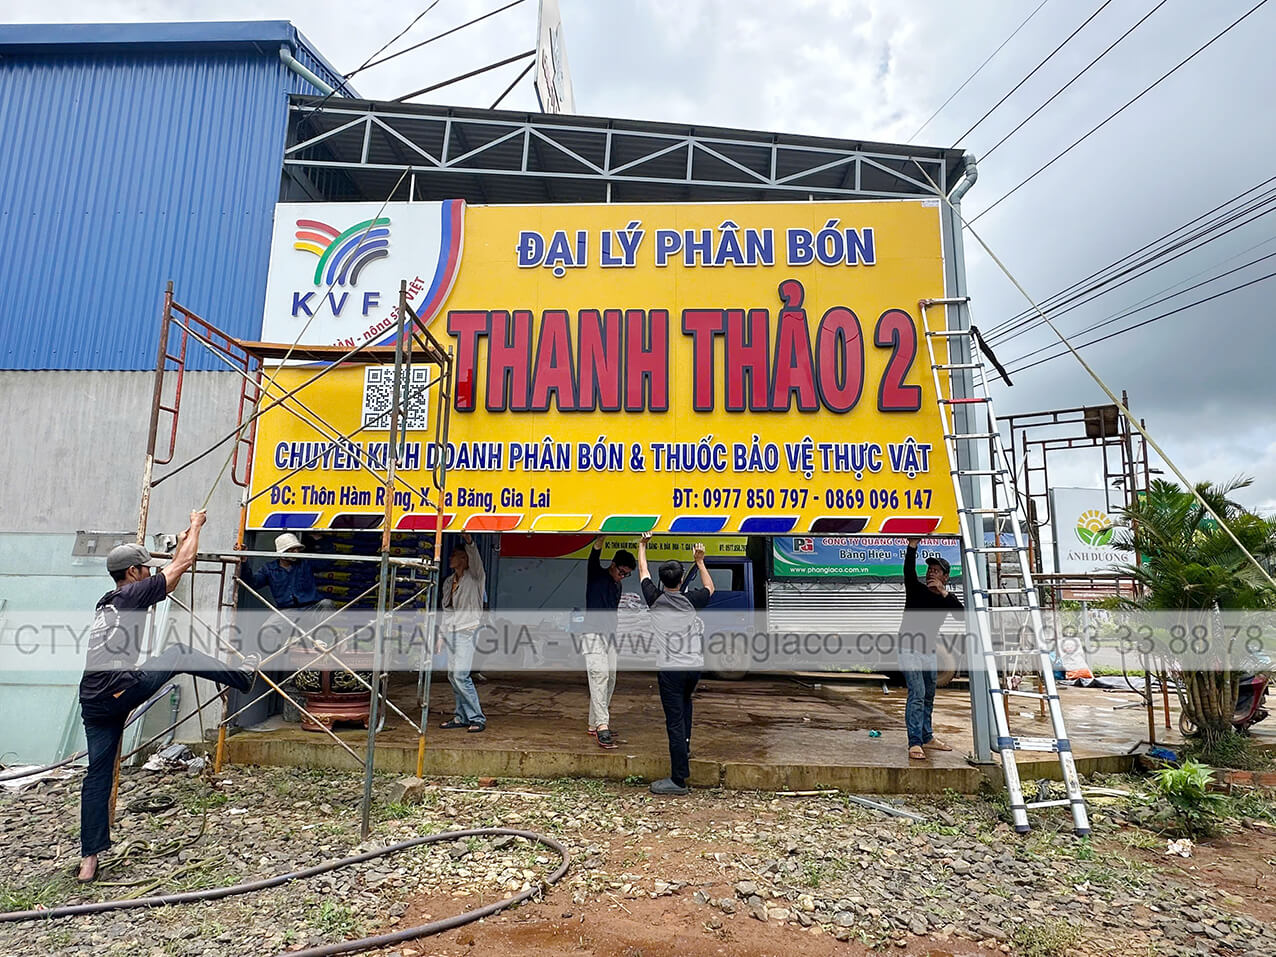 ĐẠI LÝ PHÂN BÓN
KVF
nông sản VIỆT
THANH THẢO 2
CHUYÊN KINH DOANH PHÂN BÓN & THUỐC BẢO VỆ THỰC VẬT
ĐC: Thôn Hàm Rồng, X. Ia Băng, Gia Lai
ĐT: 0977 850 797 - 0869 096 147
CÔNG TY QUẢNG CÁO PHAN GIA
Bảng Hiệu - Hộp Đèn
www.phangiaco.com.vn
ÁNH DƯƠNG
CTY QUẢNG CÁO PHAN GIA - www.phangiaco.com.vn - 0983 33 88 78